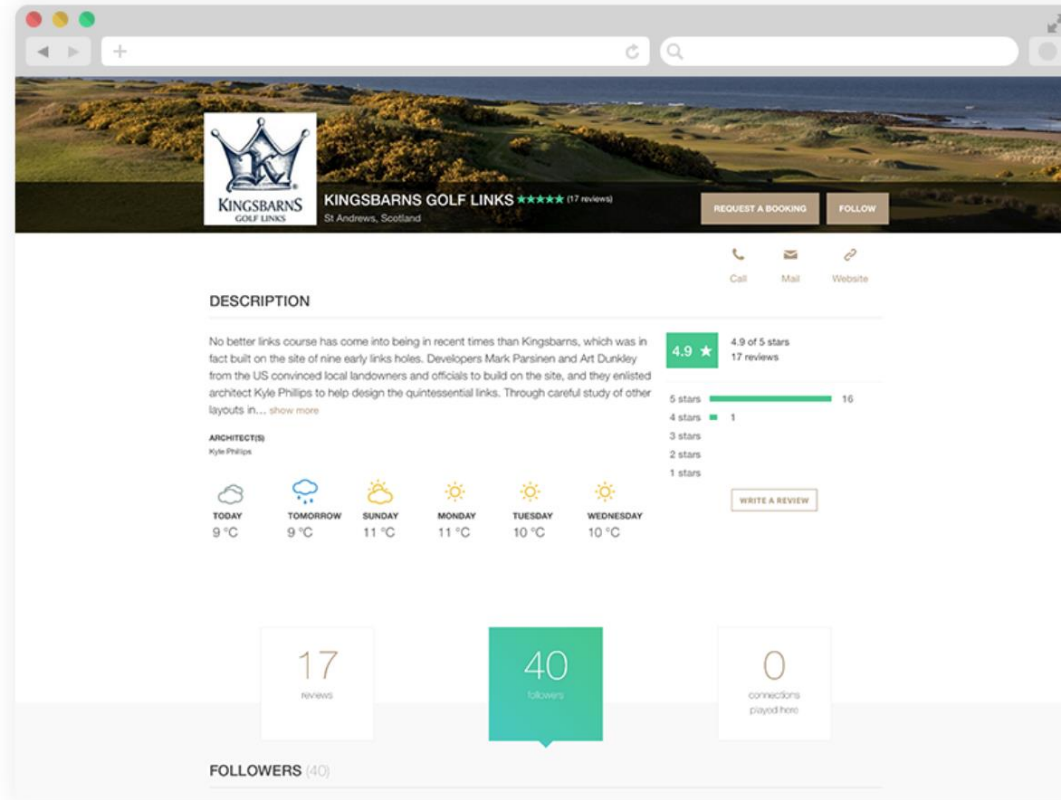 KINGSBARNS
GOLF LINKS
KINGSBARNS GOLF LINKS ★★★★★ (17 reviews)
St Andrews, Scotland
REQUEST A BOOKING
FOLLOW
Call
Mail
Website
DESCRIPTION
No better links course has come into being in recent times than Kingsbarns, which was in
fact built on the site of nine early links holes. Developers Mark Parsinen and Art Dunkley
from the US convinced local landowners and officials to build on the site, and they enlisted
architect Kyle Phillips to help design the quintessential links. Through careful study of other
layouts in... show more
ARCHITECT(S)
Kyle Phillips
4.9 ★
4.9 of 5 stars
17 reviews
5 stars 16
4 stars 1
3 stars
2 stars
1 stars
WRITE A REVIEW
TODAY
9 °C
TOMORROW
9 °C
SUNDAY
11 °C
MONDAY
11 °C
TUESDAY
10 °C
WEDNESDAY
10 °C
17
reviews
40
followers
0
connections
played here
FOLLOWERS (40)